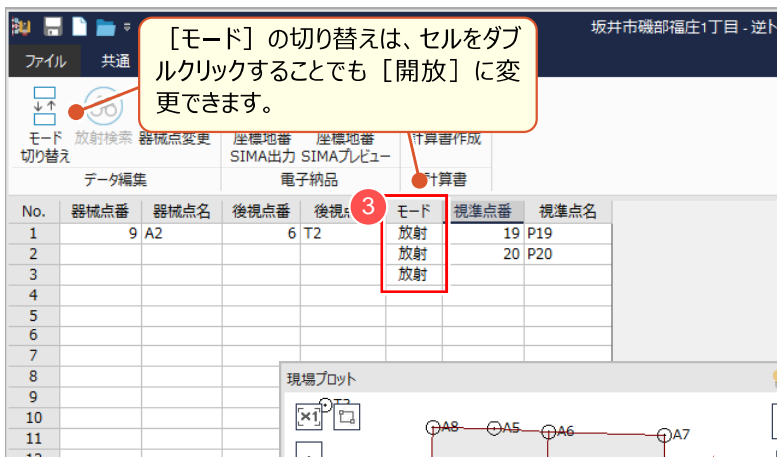 坂井市磯部福庄1丁目 - 逆ト
ファイル 共通
［モード］の切り替えは、セルをダブ
ルクリックすることでも［開放］に変
更できます。
モード 放射検索 器械点変更 座標地番 座標地番 計算書作成
切り替え SIMA出力 SIMAプレビュー
データ編集 電子納品 計算書
3
No. 器械点番 器械点名 後視点番 後視 モード 視準点番 視準点名
1 9 A2 6 T2 放射 19 P19
2 放射 20 P20
3 放射
4
5
6
7
8
9
10
11
12
現場プロット
×1
T2
A8 A5 A6 A7